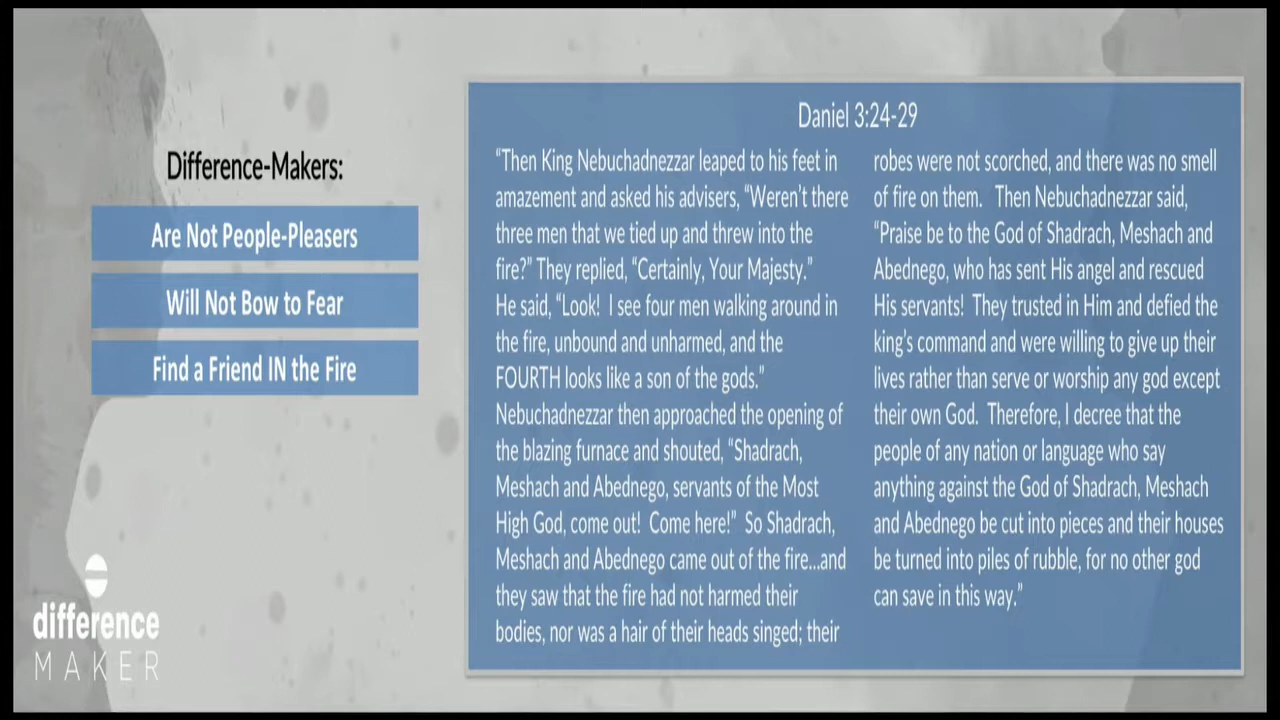 Difference-Makers:
Are Not People-Pleasers
Will Not Bow to Fear
Find a Friend IN the Fire
difference
MAKER
Daniel 3:24-29
“Then King Nebuchadnezzar leaped to his feet in
amazement and asked his advisers, “Weren’t there
three men that we tied up and threw into the
fire?” They replied, “Certainly, Your Majesty.”
He said, “Look!  I see four men walking around in
the fire, unbound and unharmed, and the
FOURTH looks like a son of the gods.”
Nebuchadnezzar then approached the opening of
the blazing furnace and shouted, “Shadrach,
Meshach and Abednego, servants of the Most
High God, come out!  Come here!”  So Shadrach,
Meshach and Abednego came out of the fire...and
they saw that the fire had not harmed their
bodies, nor was a hair of their heads singed; their
robes were not scorched, and there was no smell
of fire on them.   Then Nebuchadnezzar said,
“Praise be to the God of Shadrach, Meshach and
Abednego, who has sent His angel and rescued
His servants!  They trusted in Him and defied the
king’s command and were willing to give up their
lives rather than serve or worship any god except
their own God.  Therefore, I decree that the
people of any nation or language who say
anything against the God of Shadrach, Meshach
and Abednego be cut into pieces and their houses
be turned into piles of rubble, for no other god
can save in this way.”